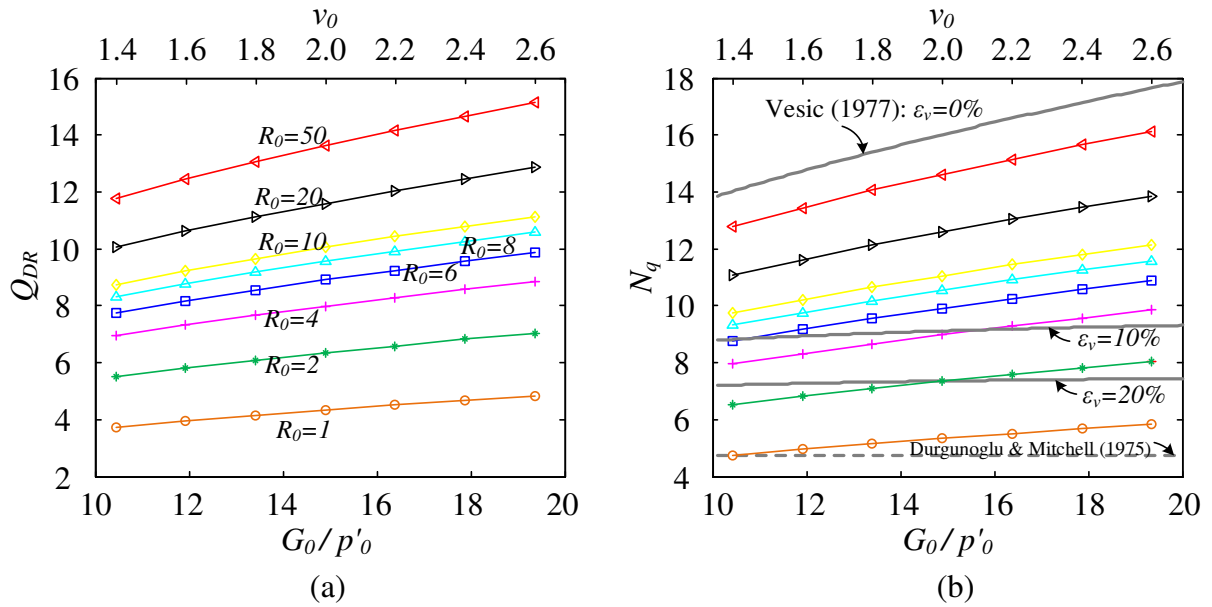 v0
1.4 1.6 1.8 2.0 2.2 2.4 2.6
16
14
12
10
8
6
4
2
QDR
R0=50
R0=20
R0=10
R0=8
R0=6
R0=4
R0=2
R0=1
10 12 14 16 18 20
G0/p'0
(a)
v0
1.4 1.6 1.8 2.0 2.2 2.4 2.6
18
16
14
12
10
8
6
4
Nq
Vesic (1977): εv=0%
εv=10%
εv=20%
Durgunoglu & Mitchell (1975)
10 12 14 16 18 20
G0/p'0
(b)